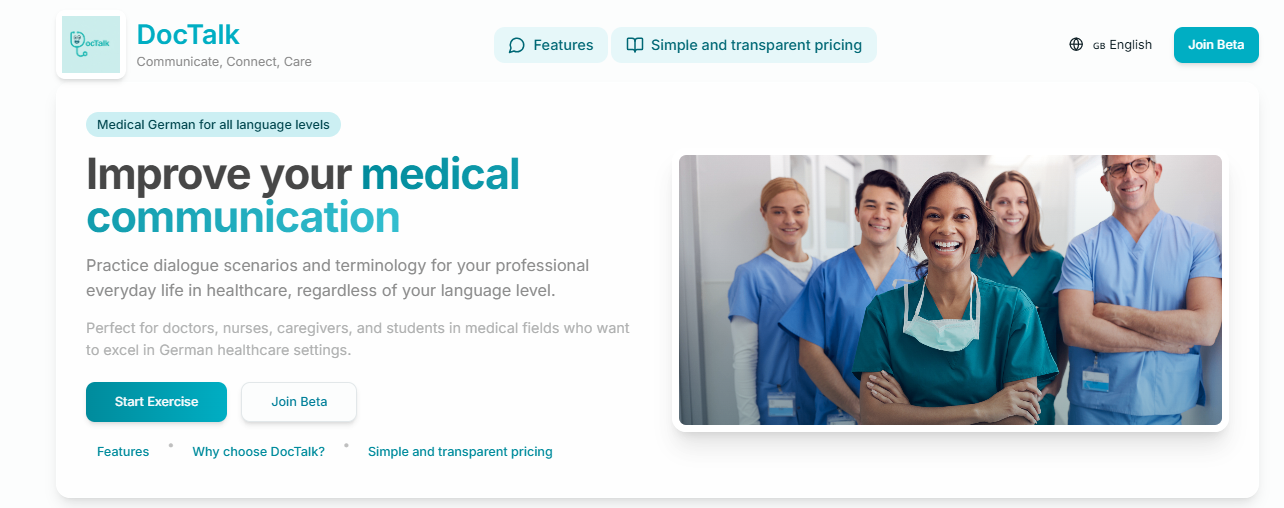 ocTalk
DocTalk
Communicate, Connect, Care
Features
Simple and transparent pricing
GB English
Join Beta
Medical German for all language levels
Improve your medical
communication
Practice dialogue scenarios and terminology for your professional
everyday life in healthcare, regardless of your language level.
Perfect for doctors, nurses, caregivers, and students in medical fields who want
to excel in German healthcare settings.
Start Exercise
Join Beta
Features • Why choose DocTalk? • Simple and transparent pricing